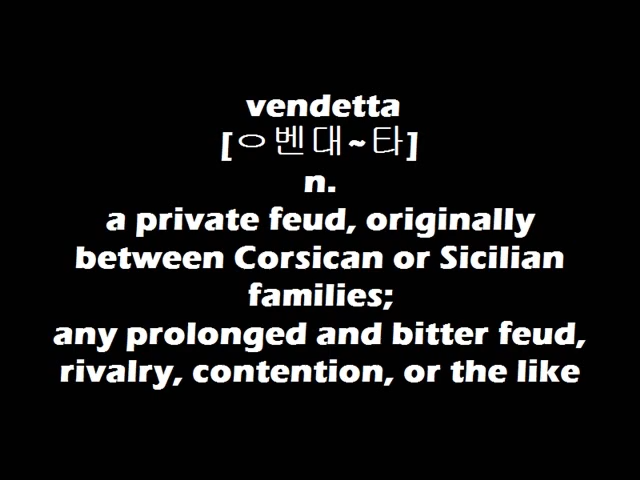 vendetta
[ㅇ벤대~타]
n.
a private feud, originally
between Corsican or Sicilian
families;
any prolonged and bitter feud,
rivalry, contention, or the like